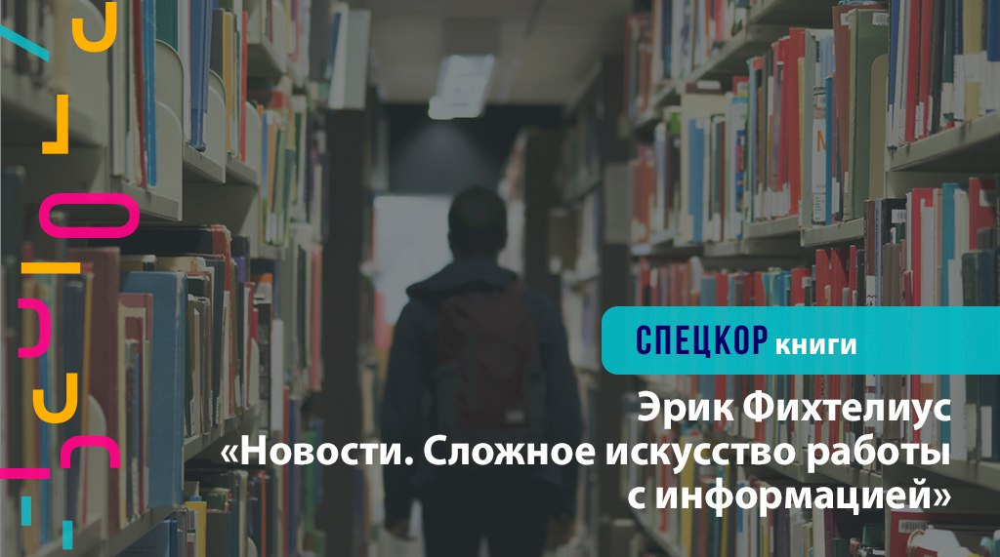 СПЕЦКОР книги
Эрик Фихтелиус
«Новости. Сложное искусство работы
с информацией»